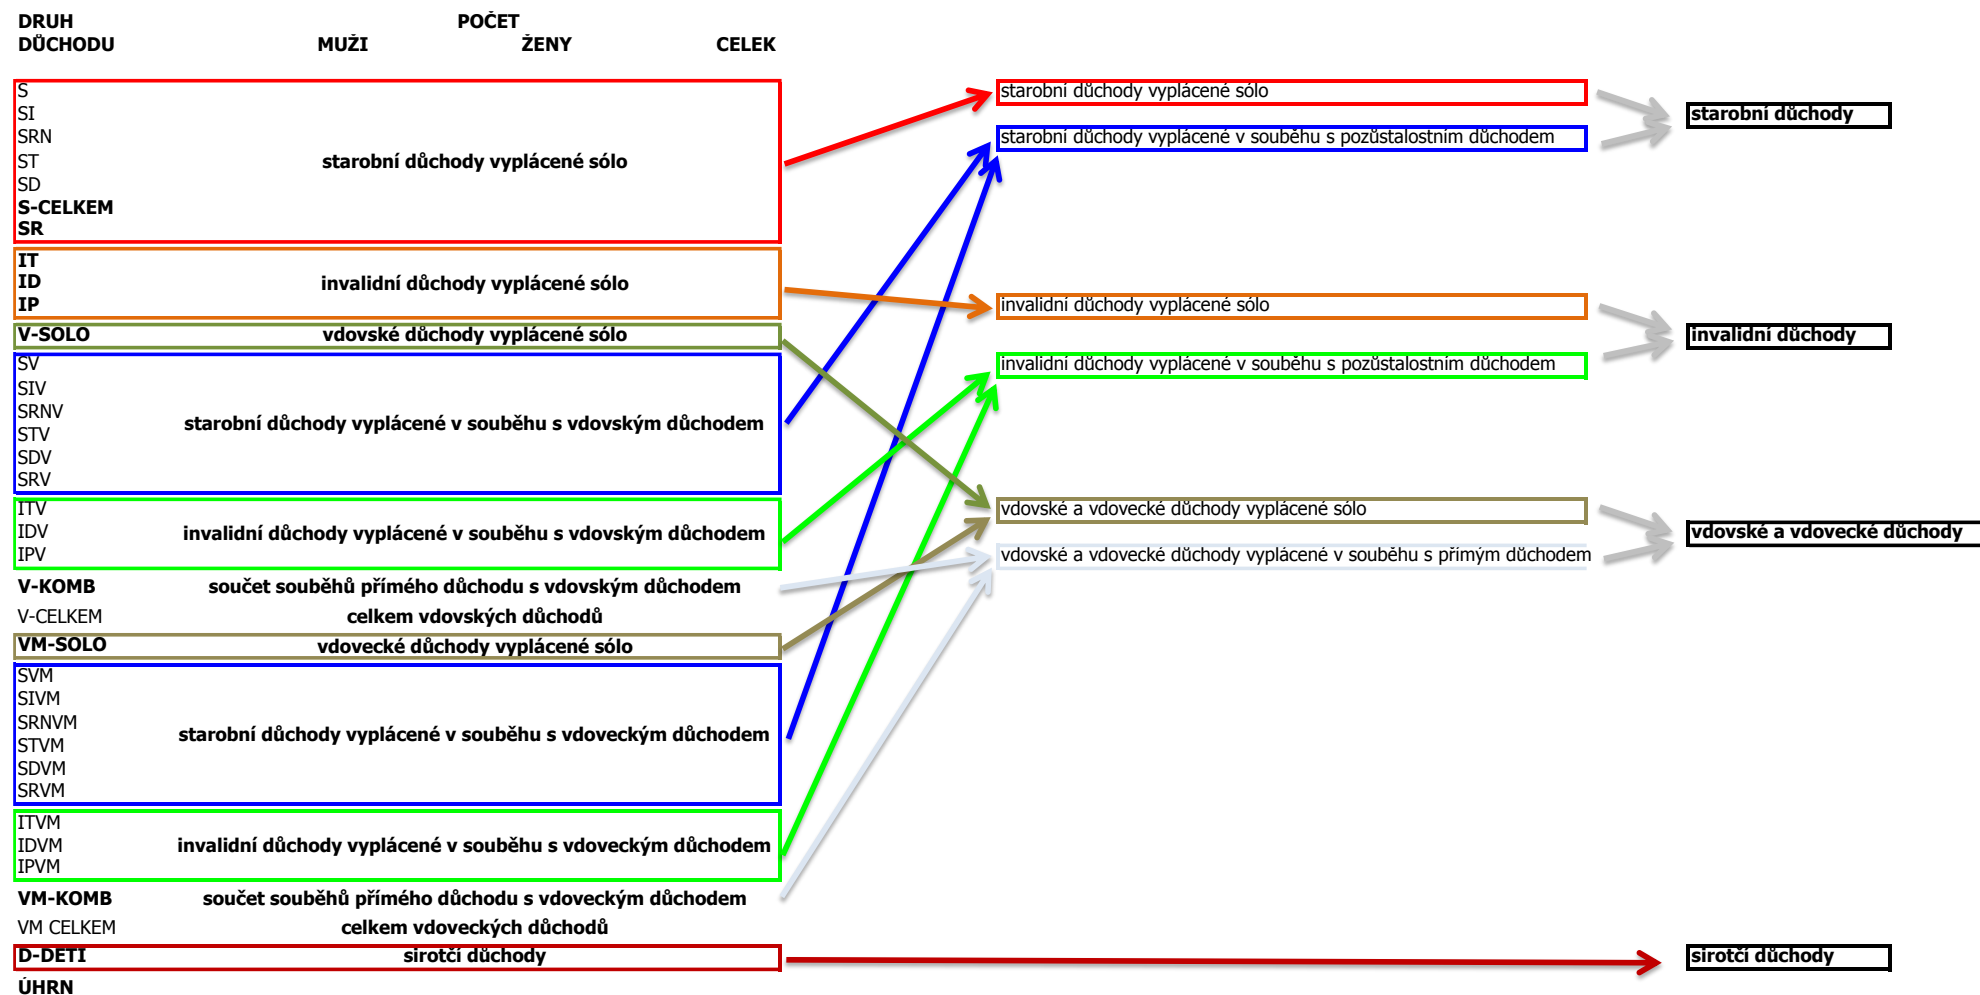 DRUH
POČET
DŮCHODU MUŽI ŽENY CELEK
S
SI
SRN
ST
SD
S-CELKEM
SR
starobní důchody vyplácené sólo
IT
ID
IP
invalidní důchody vyplácené sólo
V-SOLO vdovské důchody vyplácené sólo
SV
SIV
SRNV
STV
SDV
SRV
starobní důchody vyplácené v souběhu s vdovským důchodem
ITV
IDV
IPV
invalidní důchody vyplácené v souběhu s vdovským důchodem
V-KOMB součet souběhů přímého důchodu s vdovským důchodem
V-CELKEM celkem vdovských důchodů
VM-SOLO vdovecké důchody vyplácené sólo
SVM
SIVM
SRNVM
STVM
SDVM
SRVM
starobní důchody vyplácené v souběhu s vdoveckým důchodem
ITVM
IDVM
IPVM
invalidní důchody vyplácené v souběhu s vdoveckým důchodem
VM-KOMB součet souběhů přímého důchodu s vdoveckým důchodem
VM CELKEM celkem vdoveckých důchodů
D-DETI sirotčí důchody
ÚHRN
starobní důchody vyplácené sólo
starobní důchody vyplácené v souběhu s pozůstalostním důchodem
invalidní důchody vyplácené sólo
invalidní důchody vyplácené v souběhu s pozůstalostním důchodem
vdovské a vdovecké důchody vyplácené sólo
vdovské a vdovecké důchody vyplácené v souběhu s přímým důchodem
starobní důchody
invalidní důchody
vdovské a vdovecké důchody
sirotčí důchody